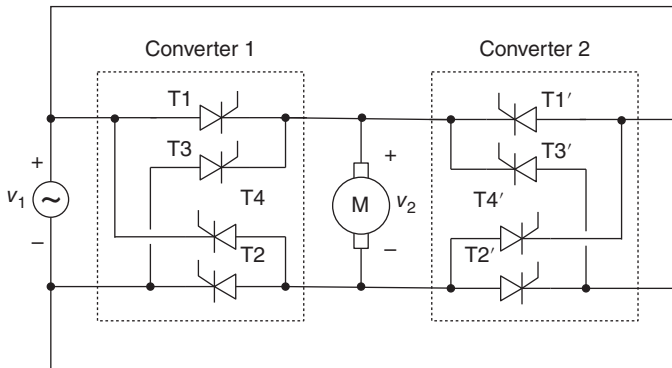 Converter 1
Converter 2
T1
T1′
T3
T3′
+
+
T4
T4′
v1
~
M
v2
−
−
T2
T2′